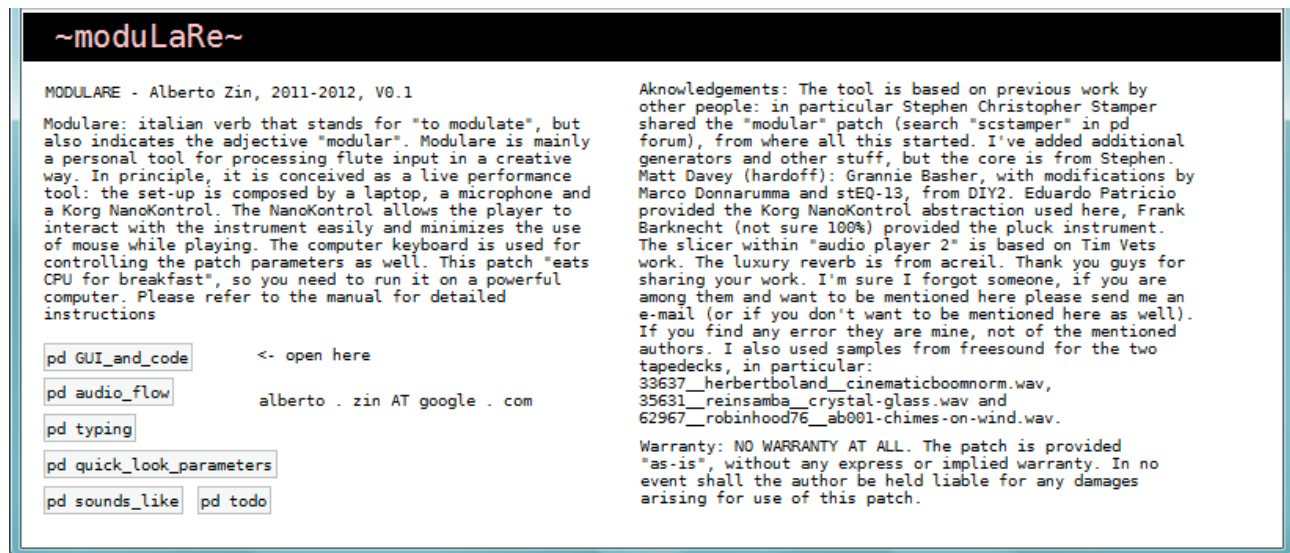 ~moduLaRe~
MODULARE - Alberto Zin, 2011-2012, V0.1
Modulare: italian verb that stands for "to modulate", but
also indicates the adjective "modular". Modulare is mainly
a personal tool for processing flute input in a creative
way. In principle, it is conceived as a live performance
tool: the set-up is composed by a laptop, a microphone and
a Korg NanoKontrol. The NanoKontrol allows the player to
interact with the instrument easily and minimizes the use
of mouse while playing. The computer keyboard is used for
controlling the patch parameters as well. This patch "eats
CPU for breakfast", so you need to run it on a powerful
computer. Please refer to the manual for detailed
instructions
pd GUI_and_code
<- open here
pd audio_flow
alberto . zin AT google . com
pd typing
pd quick_look_parameters
pd sounds_like
pd todo
Aknowledgements: The tool is based on previous work by
other people: in particular Stephen Christopher Stamper
shared the "modular" patch (search "scstamper" in pd
forum), from where all this started. I've added additional
generators and other stuff, but the core is from Stephen.
Matt Davey (hardoff): Grannie Basher, with modifications by
Marco Donnarumma and stEQ-13, from DIY2. Eduardo Patricio
provided the Korg NanoKontrol abstraction used here, Frank
Barknecht (not sure 100%) provided the pluck instrument.
The slicer within "audio player 2" is based on Tim Vets
work. The luxury reverb is from acreil. Thank you guys for
sharing your work. I'm sure I forgot someone, if you are
among them and want to be mentioned here please send me an
e-mail (or if you don't want to be mentioned here as well).
If you find any error they are mine, not of the mentioned
authors. I also used samples from freesound for the two
tapedecks, in particular:
33637__herbertboland__cinematicboomnorm.wav,
35631__reinsamba__crystal-glass.wav and
62967__robinhood76__ab001-chimes-on-wind.wav.
Warranty: NO WARRANTY AT ALL. The patch is provided
"as-is", without any express or implied warranty. In no
event shall the author be held liable for any damages
arising for use of this patch.